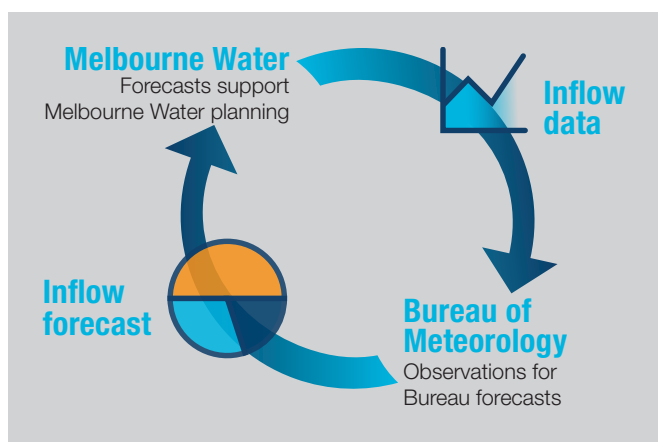 Melbourne Water
Forecasts support
Melbourne Water planning
Inflow
data
Bureau of
Meteorology
Observations for
Bureau forecasts
Inflow
forecast